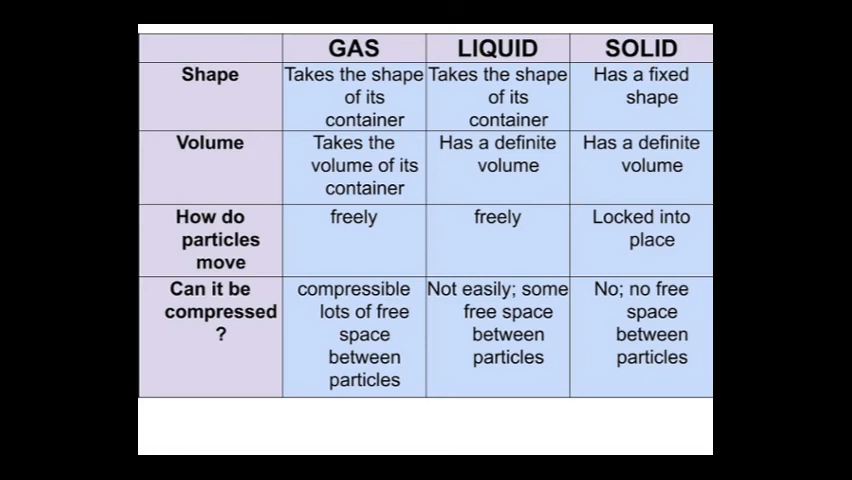 GAS LIQUID SOLID
Shape Takes the shape Takes the shape Has a fixed
of its of its shape
container container
Volume Takes the Has a definite Has a definite
volume of its volume volume
container
How do freely freely Locked into
particles place
move
Can it be compressible Not easily; some No; no free
compressed lots of free free space space
? space between between
between particles particles
particles